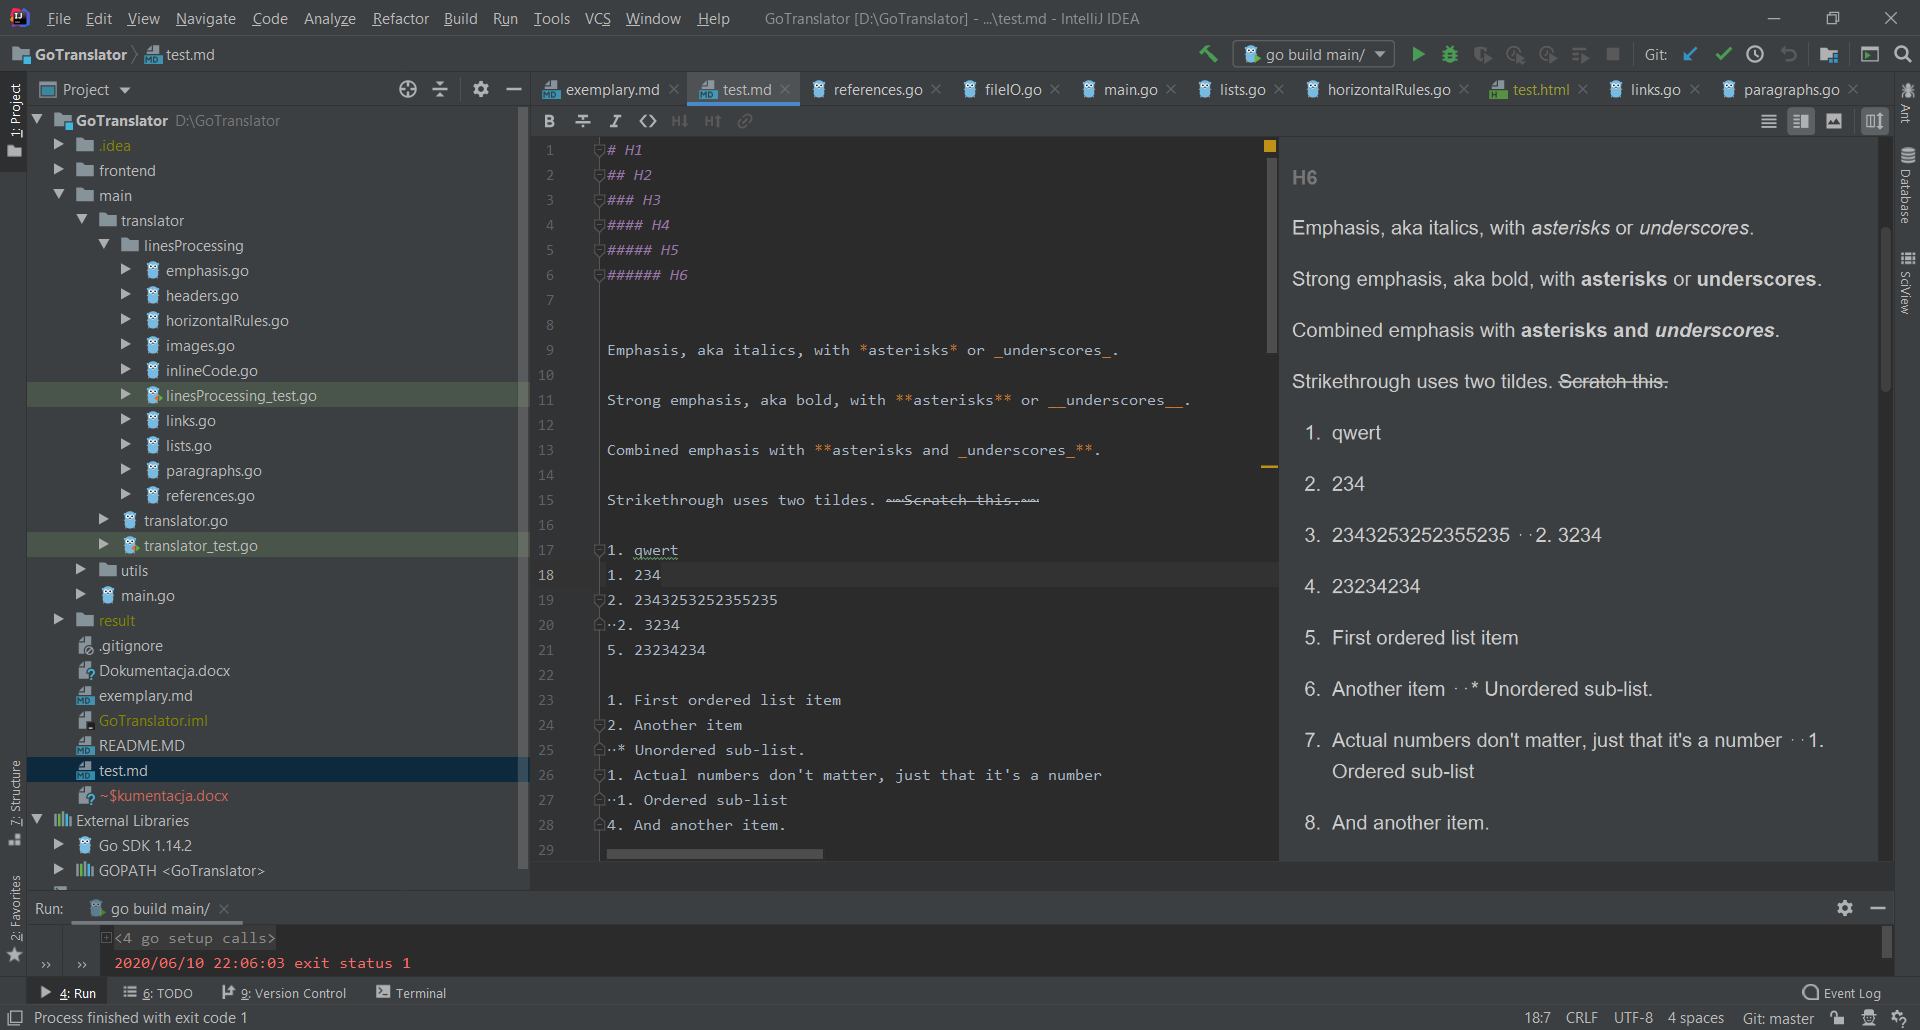 File Edit View Navigate Code Analyze Refactor Build Run Tools VCS Window Help GoTranslator [D:\GoTranslator] - ...\test.md - IntelliJ IDEA
GoTranslator test.md
go build main/
Git:
Project
exemplary.md test.md references.go fileIO.go main.go lists.go horizontalRules.go test.html links.go paragraphs.go
1: Project
7: Structure
2: Favorites
GoTranslator D:\GoTranslator
.idea
frontend
main
translator
linesProcessing
emphasis.go
headers.go
horizontalRules.go
images.go
inlineCode.go
linesProcessing_test.go
links.go
lists.go
paragraphs.go
references.go
translator.go
translator_test.go
utils
main.go
result
.gitignore
Dokumentacja.docx
exemplary.md
GoTranslator.iml
README.MD
test.md
~$kumentacja.docx
External Libraries
Go SDK 1.14.2
GOPATH <GoTranslator>
1 # H1
2 ## H2
3 ### H3
4 #### H4
5 ##### H5
6 ###### H6
7
8
9 Emphasis, aka italics, with *asterisks* or _underscores_.
10
11 Strong emphasis, aka bold, with **asterisks** or __underscores__.
12
13 Combined emphasis with **asterisks and _underscores_**.
14
15 Strikethrough uses two tildes. ~~Scratch this.~~
16
17 1. qwert
18 1. 234
19 2. 2343253252355235
20 ··2. 3234
21 5. 23234234
22
23 1. First ordered list item
24 2. Another item
25 ··* Unordered sub-list.
26 1. Actual numbers don't matter, just that it's a number
27 ··1. Ordered sub-list
28 4. And another item.
29
H6
Emphasis, aka italics, with asterisks or underscores.
Strong emphasis, aka bold, with asterisks or underscores.
Combined emphasis with asterisks and underscores.
Strikethrough uses two tildes. Scratch this.
1. qwert
2. 234
3. 2343253252355235 ··2. 3234
4. 23234234
5. First ordered list item
6. Another item ··* Unordered sub-list.
7. Actual numbers don't matter, just that it's a number ··1.
Ordered sub-list
8. And another item.
Ant
Database
SciView
Run: go build main/
<4 go setup calls>
2020/06/10 22:06:03 exit status 1
4: Run 6: TODO 9: Version Control Terminal Event Log
Process finished with exit code 1 18:7 CRLF UTF-8 4 spaces Git: master